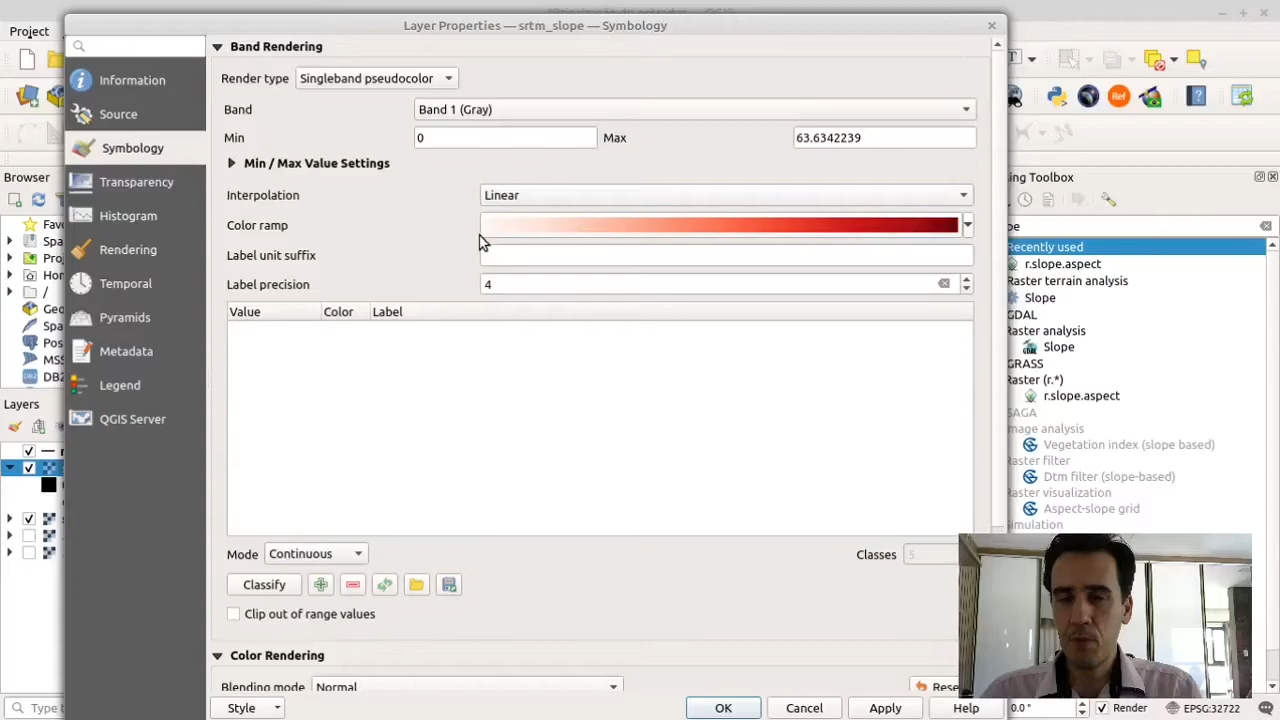 Layer Properties — srtm_slope — Symbology
Project
Information
Source
Symbology
Transparency
Histogram
Rendering
Temporal
Pyramids
Metadata
Legend
QGIS Server
Band Rendering
Render type Singleband pseudocolor
Band Band 1 (Gray)
Min 0 Max 63.6342239
Min / Max Value Settings
Interpolation Linear
Color ramp
Label unit suffix
Label precision 4
Value Color Label
Mode Continuous Classes 5
Classify
Clip out of range values
Color Rendering
Blending mode Normal
Style OK Cancel Apply Help
Browser
Layers
ing Toolbox
pe
Recently used
r.slope.aspect
Raster terrain analysis
Slope
GDAL
Raster analysis
Slope
GRASS
Raster (r.*)
r.slope.aspect
SAGA
Image analysis
Vegetation index (slope based)
Raster filter
Dtm filter (slope-based)
Raster visualization
Aspect-slope grid
Simulation
0.0 ° Render EPSG:32722